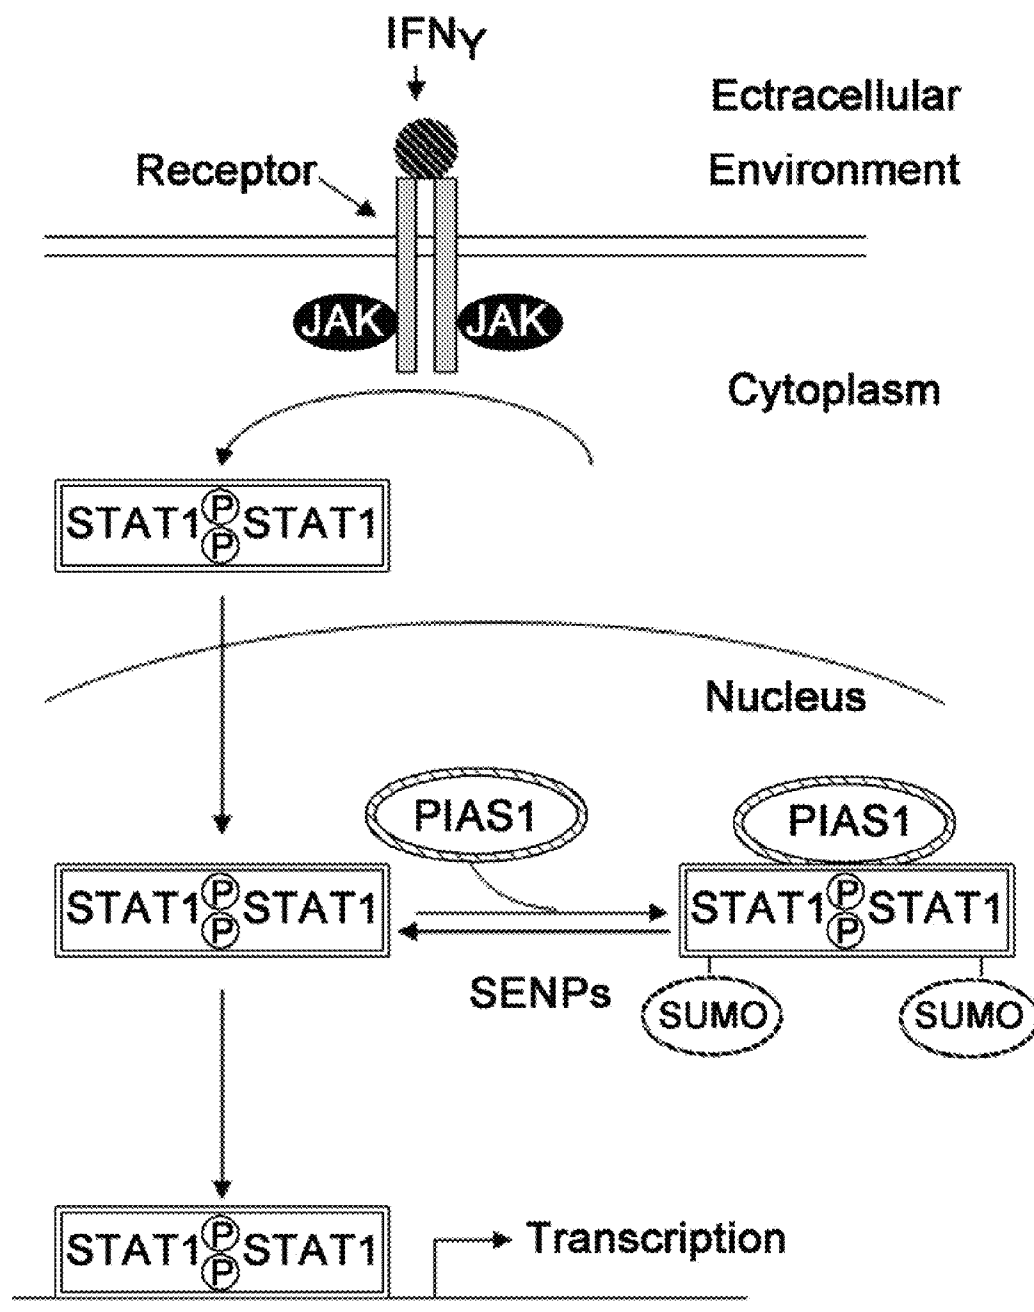 IFNγ
Ectracellular
Environment
Receptor
JAK JAK
Cytoplasm
STAT1 P P STAT1
Nucleus
PIAS1 PIAS1
STAT1 P P STAT1 STAT1 P P STAT1
SENPs
SUMO SUMO
STAT1 P P STAT1
Transcription